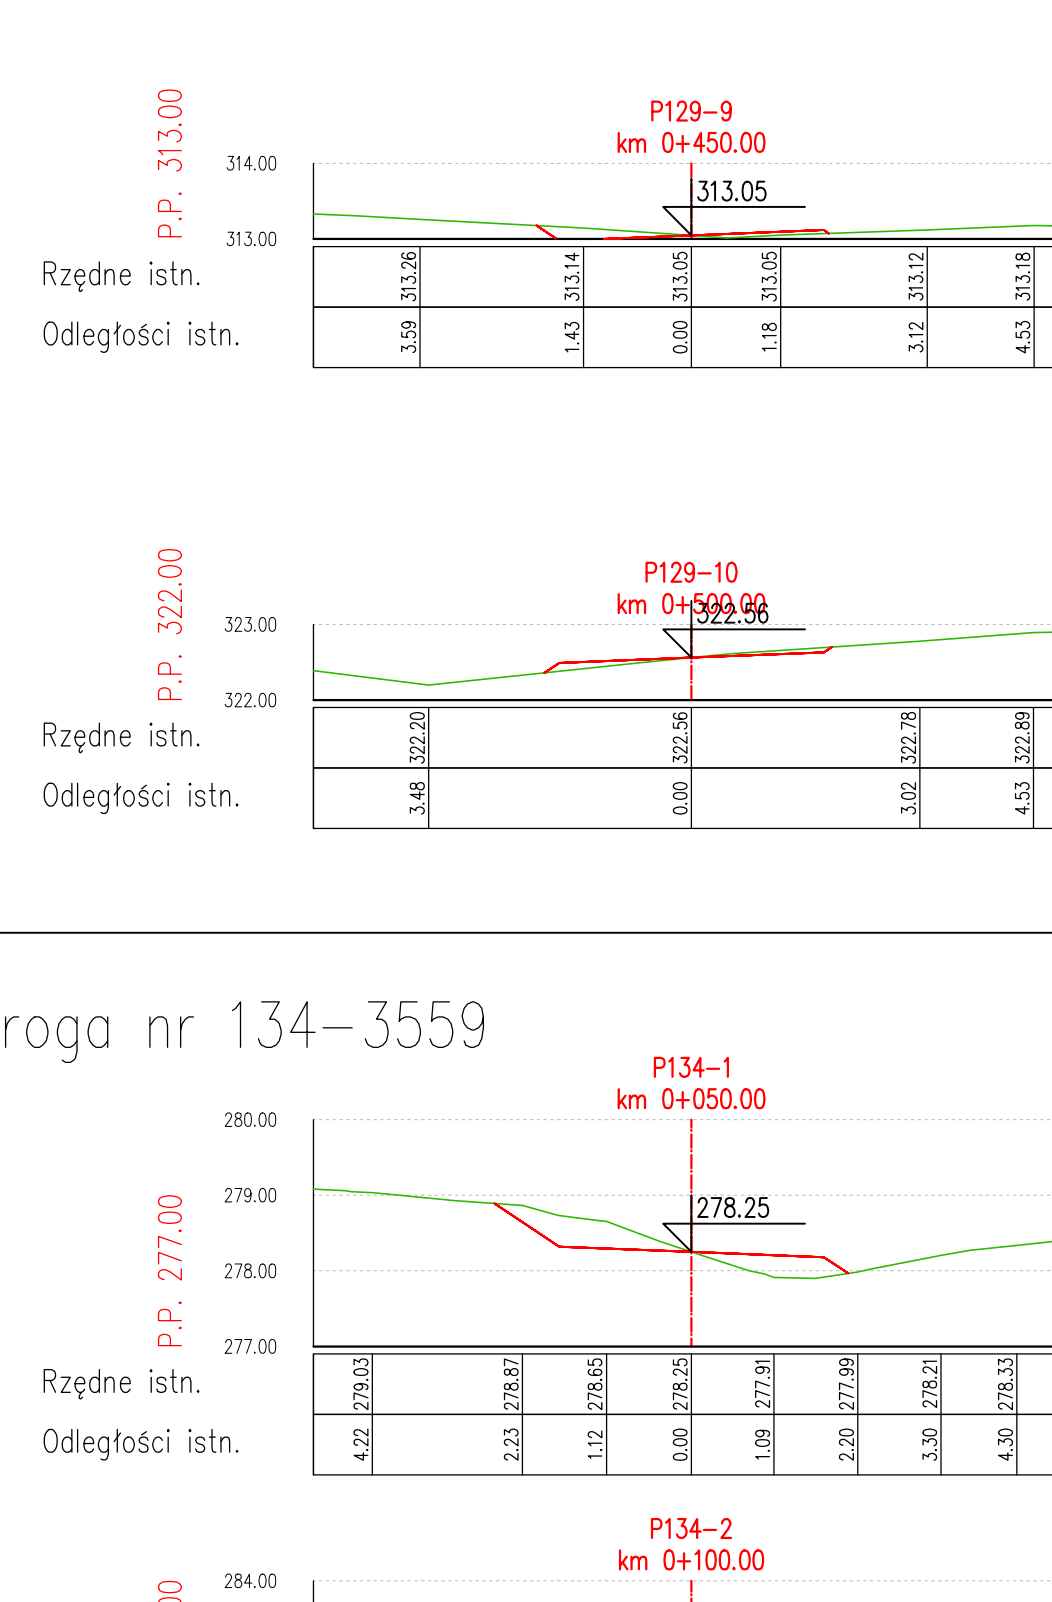 P129-9
km 0+450.00
P.P. 313.00
314.00
313.05
313.00
Rzędne istn. 313.26 313.14 313.05 313.05 313.12 313.18
Odległości istn. 3.59 1.43 0.00 1.18 3.12 4.53
P129-10
km 0+500.00
P.P. 322.00
323.00
322.56
322.00
Rzędne istn. 322.20 322.56 322.78 322.89
Odległości istn. 3.48 0.00 3.02 4.53
roga nr 134-3559
P134-1
km 0+050.00
280.00
P.P. 277.00
279.00
278.25
278.00
277.00
Rzędne istn. 279.03 278.87 278.65 278.25 277.91 277.99 278.21 278.33
Odległości istn. 4.22 2.23 1.12 0.00 1.09 2.20 3.30 4.30
P134-2
km 0+100.00
284.00